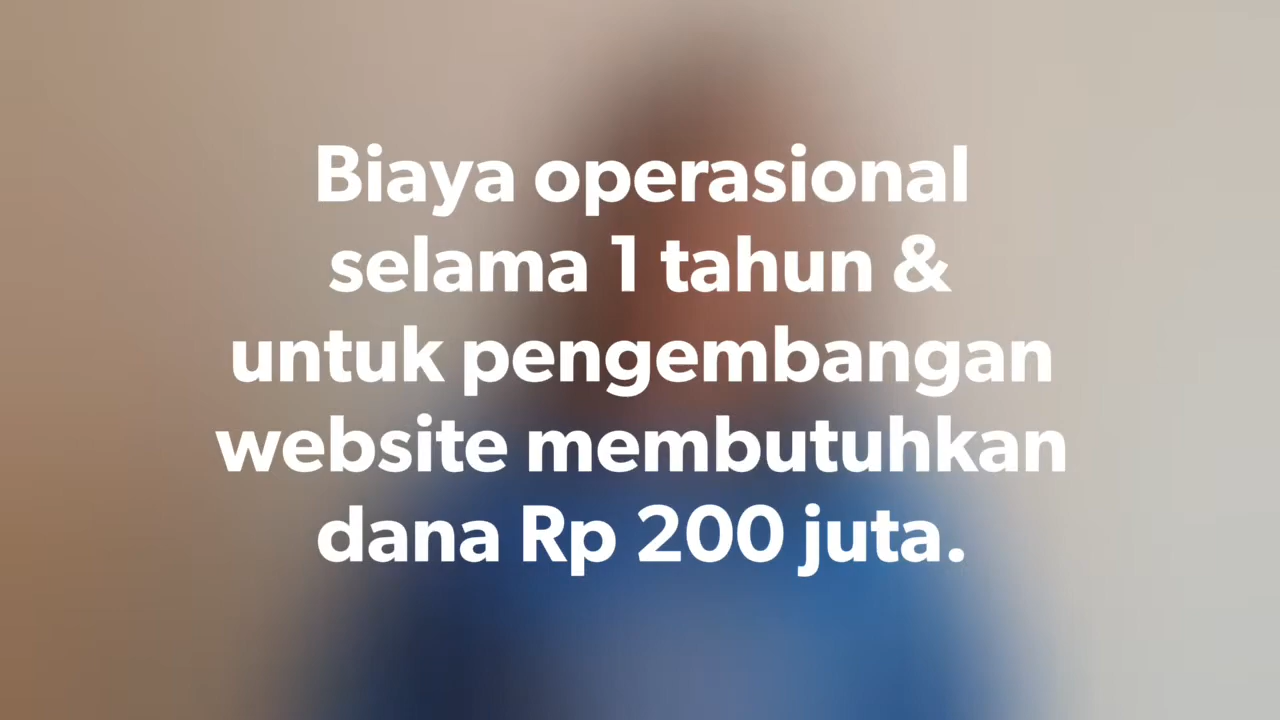 Biaya operasional
selama 1 tahun &
untuk pengembangan
website membutuhkan
dana Rp 200 juta.